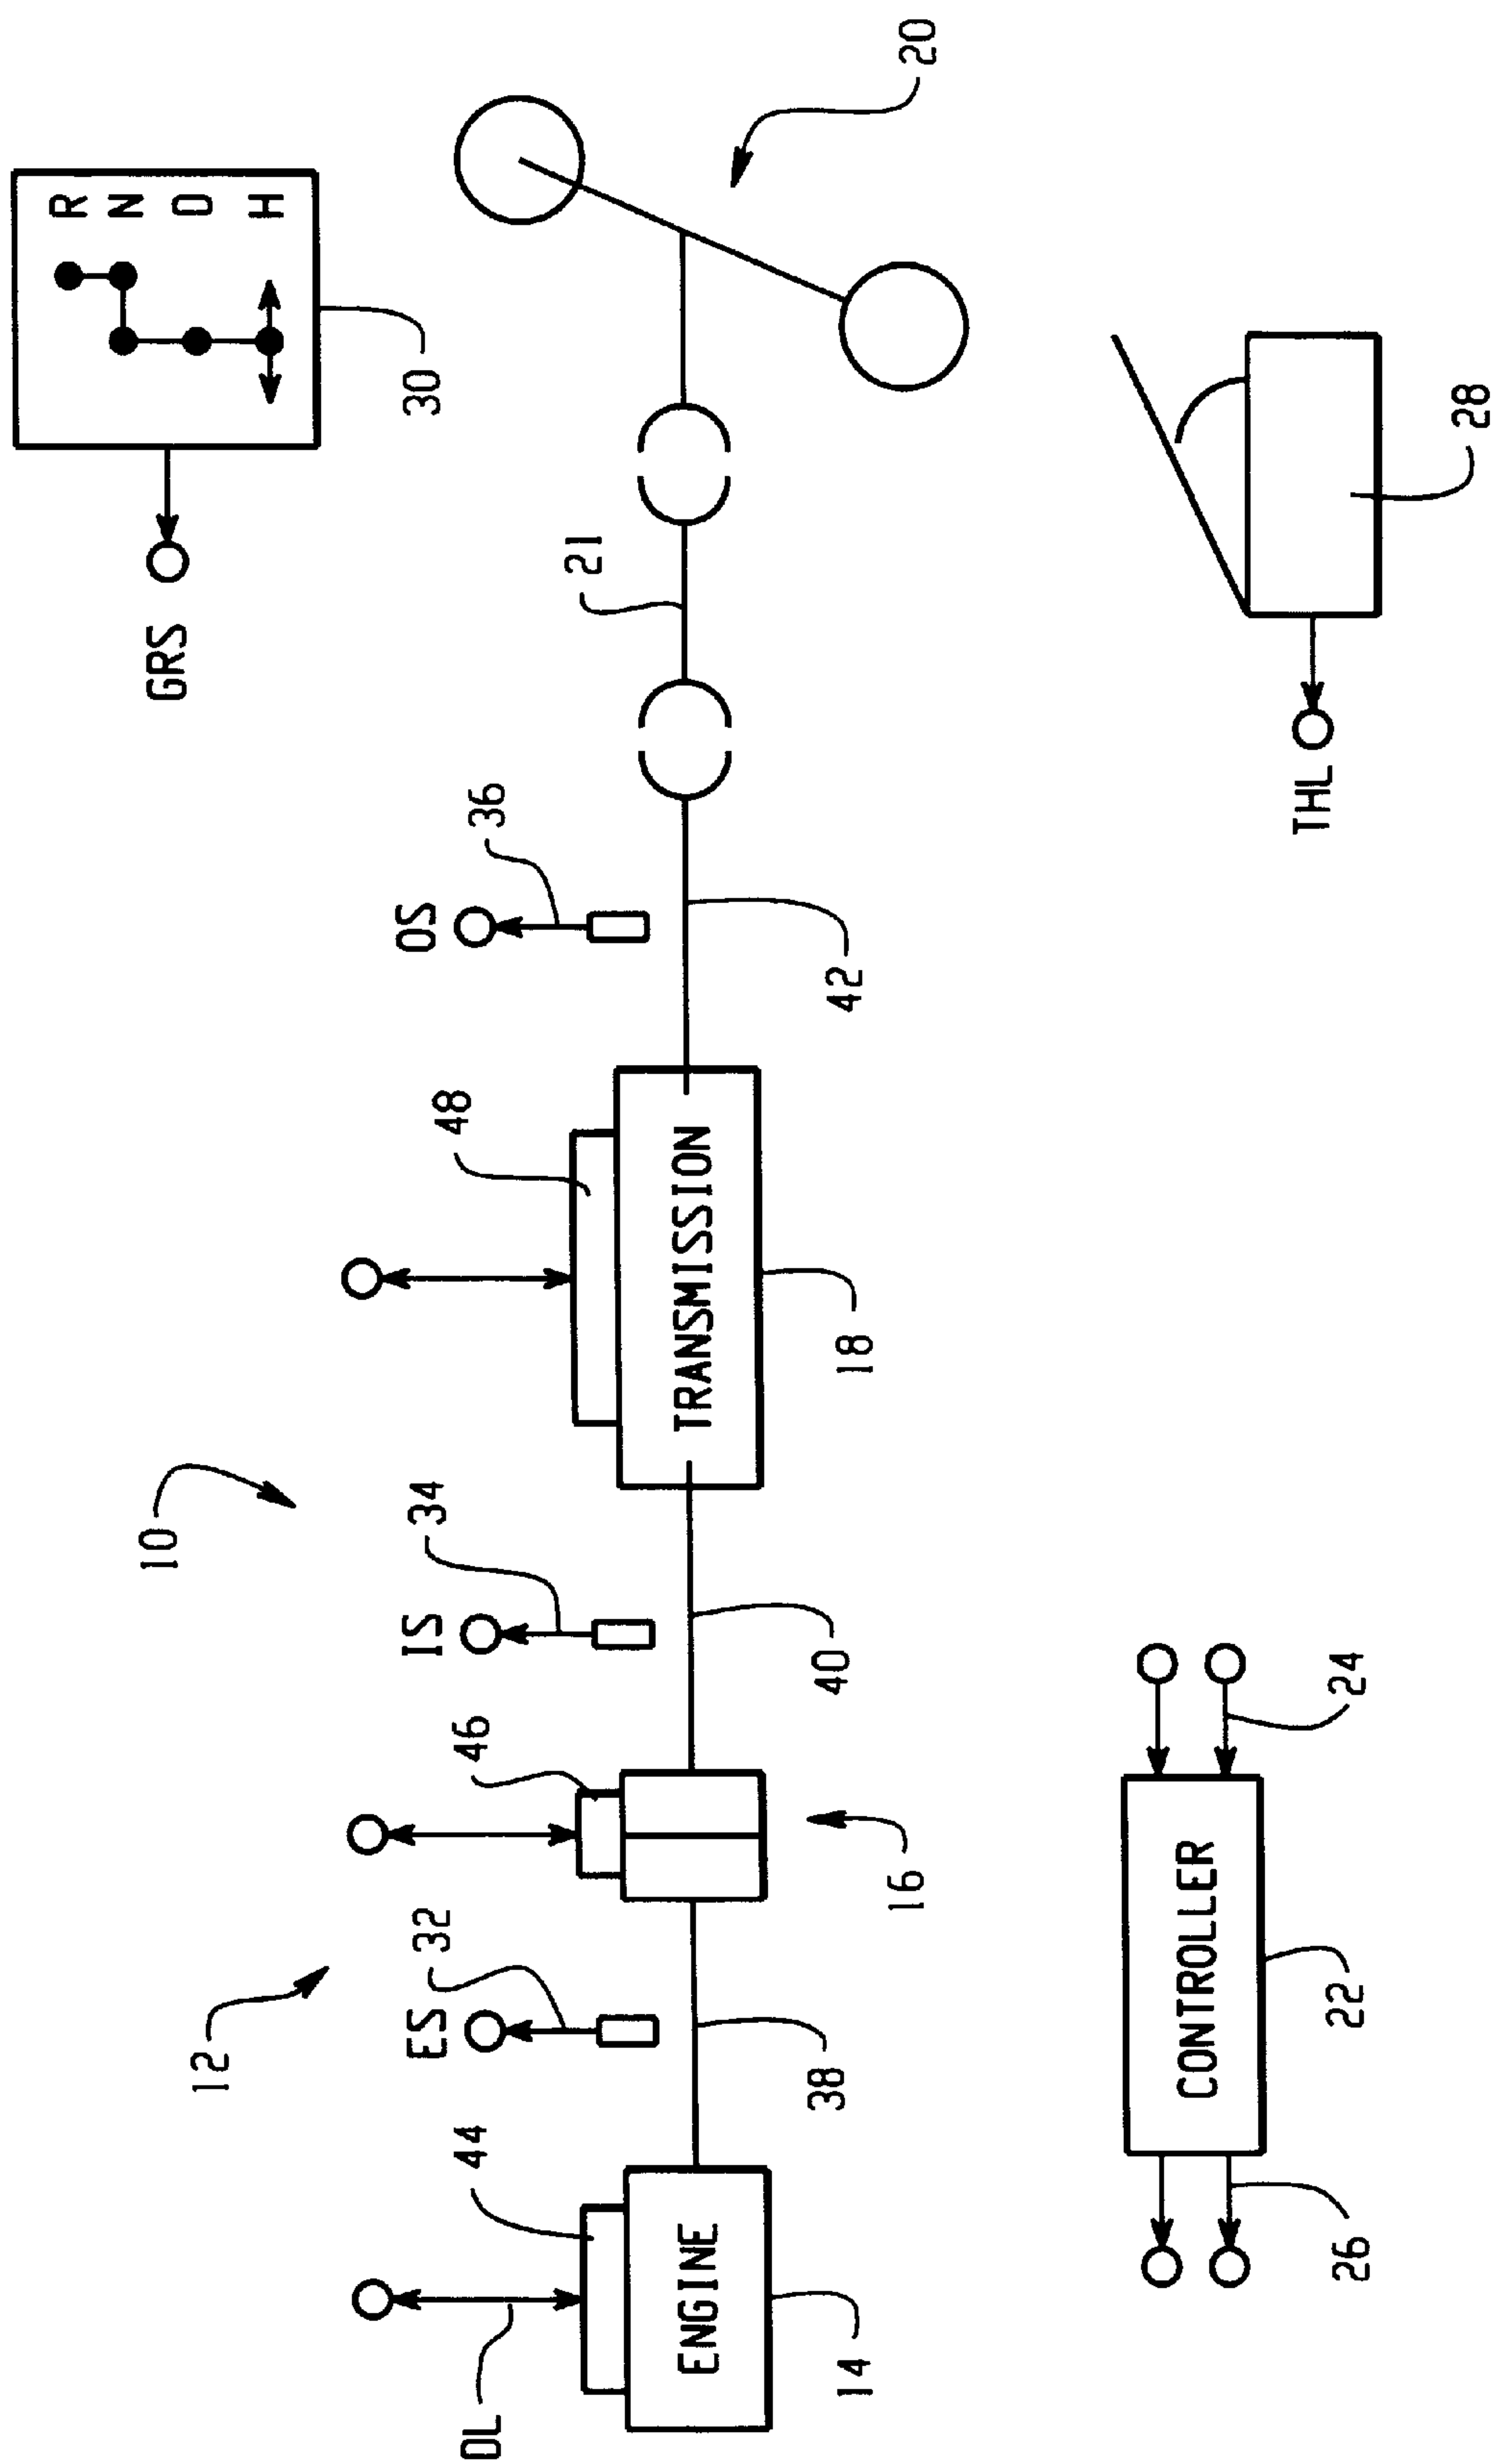 R
N
D
H
10
GRS
12
ES
32
IS
34
OS
30
44
46
48
36
DL
21
ENGINE
TRANSMISSION
14
38
16
40
18
42
20
CONTROLLER
THL
26
22
24
28